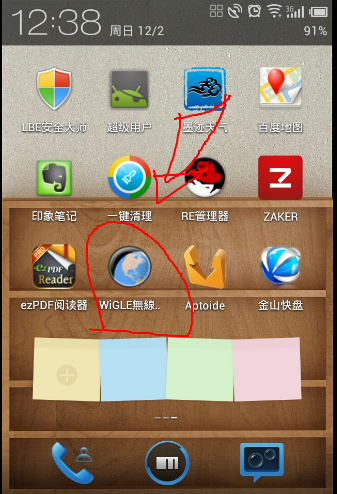 12:38 周日 12/2 3G 91%
LBE安全大师 超级用户 墨迹天气 百度地图
印象笔记 一键清理 RE管理器 ZAKER
ezPDF Reader
ezPDF阅读器 WiGLE無線.. Aptoide 金山快盘